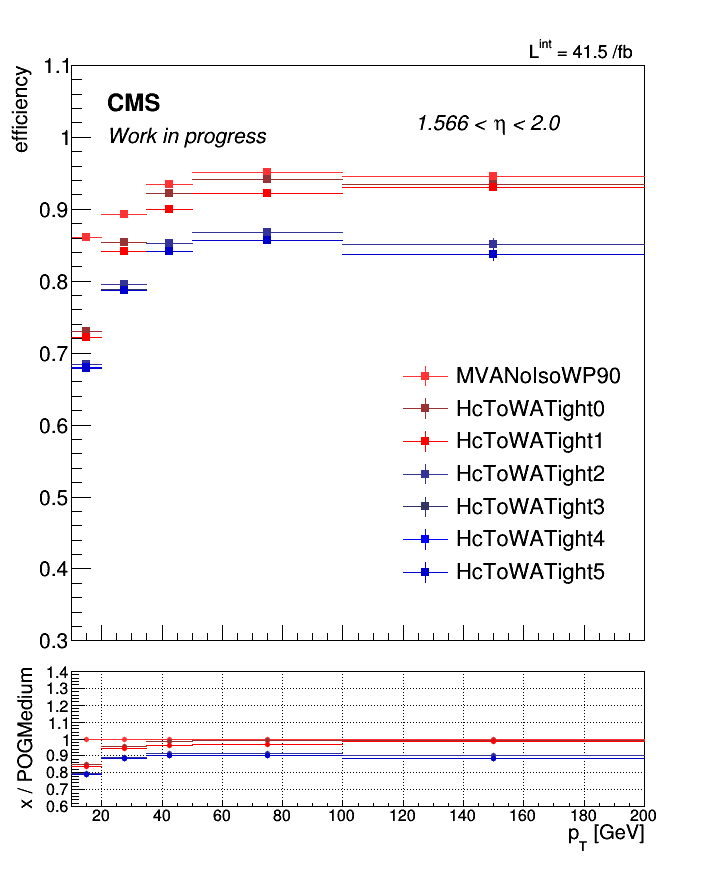 L^int = 41.5 /fb
efficiency
1.1
CMS
Work in progress
1.566 < η < 2.0
1
0.9
0.8
0.7
0.6
0.5
0.4
0.3
MVANoIsoWP90
HcToWATight0
HcToWATight1
HcToWATight2
HcToWATight3
HcToWATight4
HcToWATight5
x / POGMedium
1.4
1.3
1.2
1.1
1
0.9
0.8
0.7
0.6
20 40 60 80 100 120 140 160 180 200
p_T [GeV]